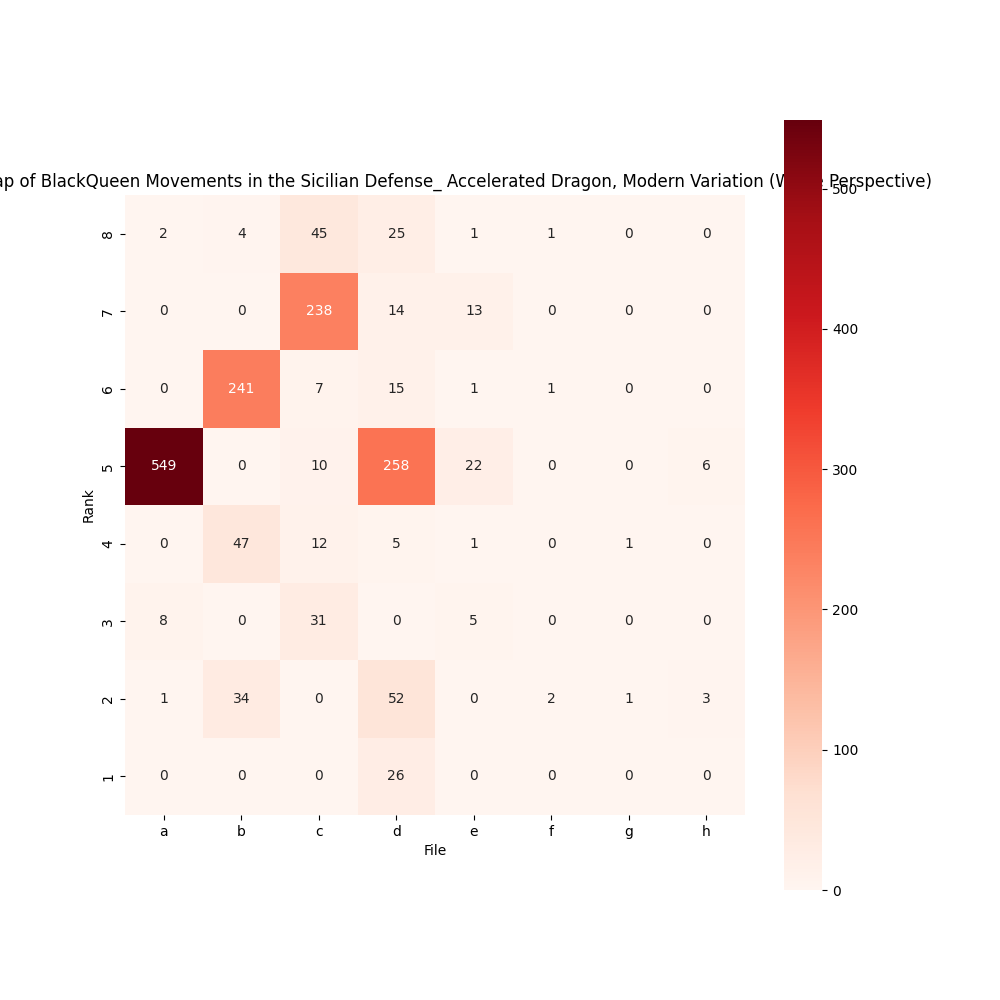 ap of BlackQueen Movements in the Sicilian Defense_ Accelerated Dragon, Modern Variation (W Perspective)
500
8 2 4 45 25 1 1 0 0
7 0 0 238 14 13 0 0 0
400
6 0 241 7 15 1 1 0 0
300
5 549 0 10 258 22 0 0 6
Rank
4 0 47 12 5 1 0 1 0
200
3 8 0 31 0 5 0 0 0
2 1 34 0 52 0 2 1 3
100
1 0 0 0 26 0 0 0 0
a b c d e f g h
File
0